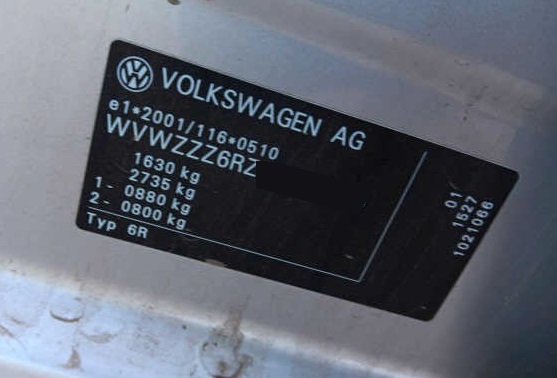 VOLKSWAGEN AG
e1*2001/116*0510
WVWZZZ6RZ
1630 kg
2735 kg
1- 0880 kg
2- 0800 kg
Typ 6R
01
1527
1021066